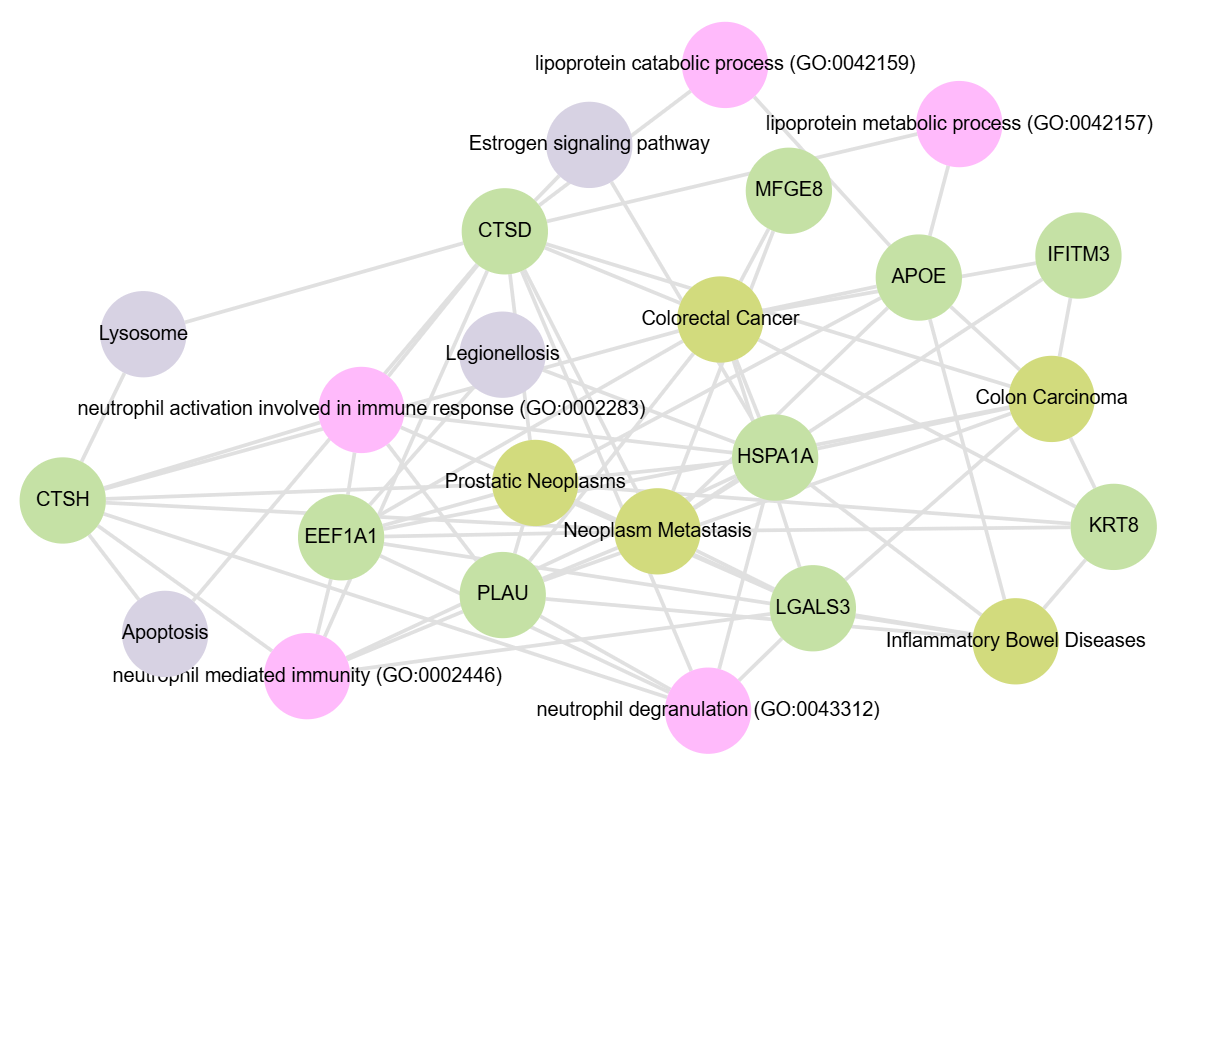 lipoprotein catabolic process (GO:0042159)
lipoprotein metabolic process (GO:0042157)
Estrogen signaling pathway
MFGE8
CTSD
IFITM3
APOE
Colorectal Cancer
Lysosome
Legionellosis
Colon Carcinoma
neutrophil activation involved in immune response (GO:0002283)
HSPA1A
Prostatic Neoplasms
CTSH
KRT8
Neoplasm Metastasis
EEF1A1
PLAU
LGALS3
Apoptosis
Inflammatory Bowel Diseases
neutrophil mediated immunity (GO:0002446)
neutrophil degranulation (GO:0043312)